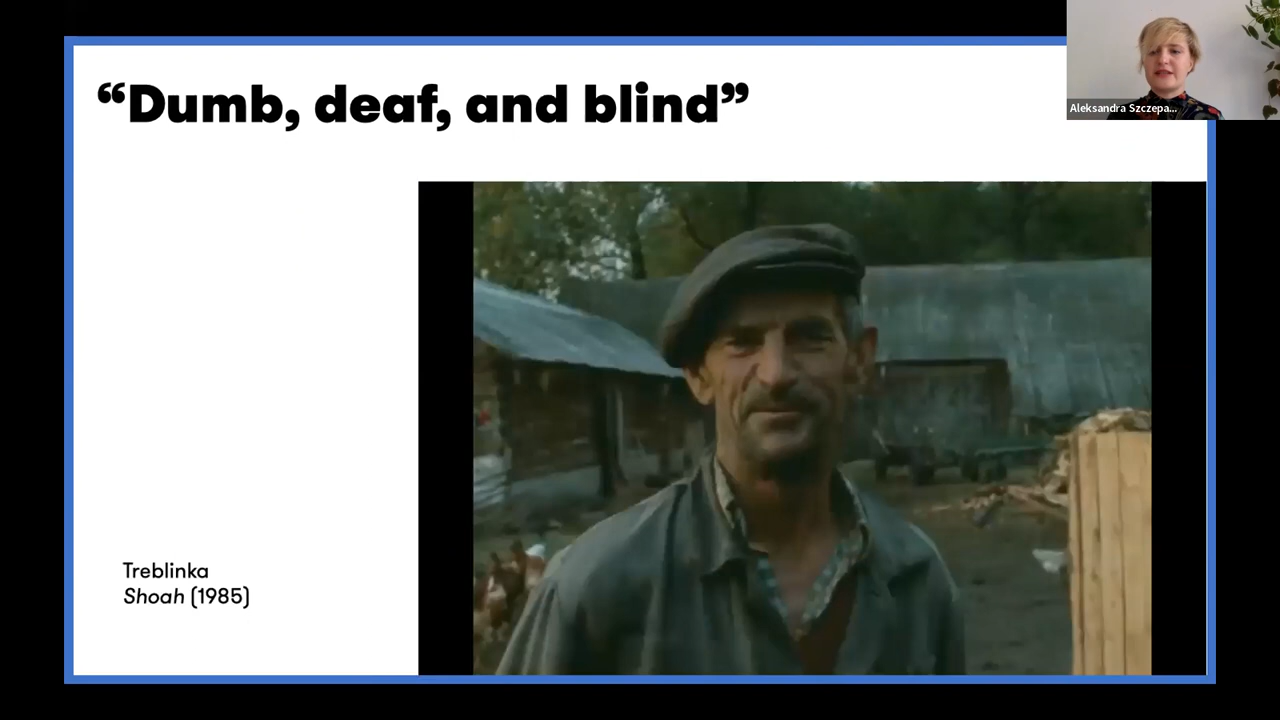 “Dumb, deaf, and blind”
Aleksandra Szczepa...
Treblinka
Shoah (1985)